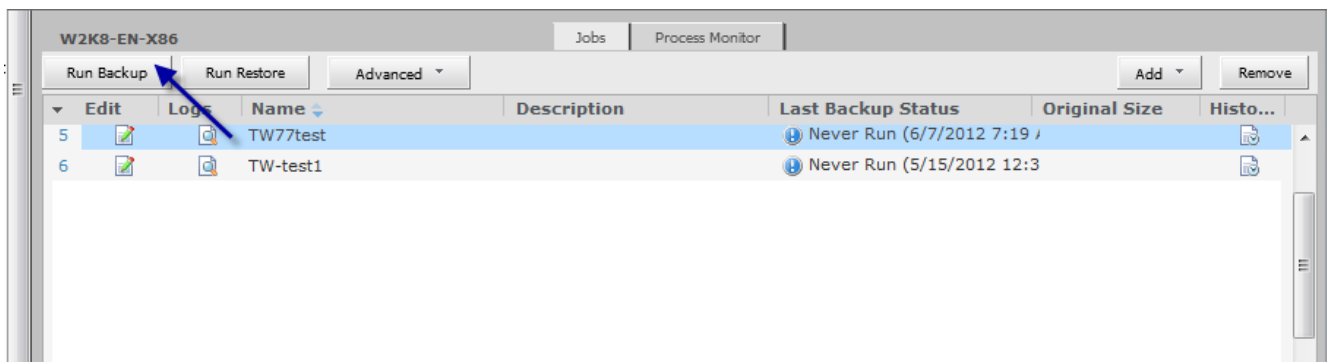 W2K8-EN-X86 Jobs Process Monitor
Run Backup Run Restore Advanced Add Remove
Edit Logs Name Description Last Backup Status Original Size Histo...
5 TW77test Never Run (6/7/2012 7:19
6 TW-test1 Never Run (5/15/2012 12:3